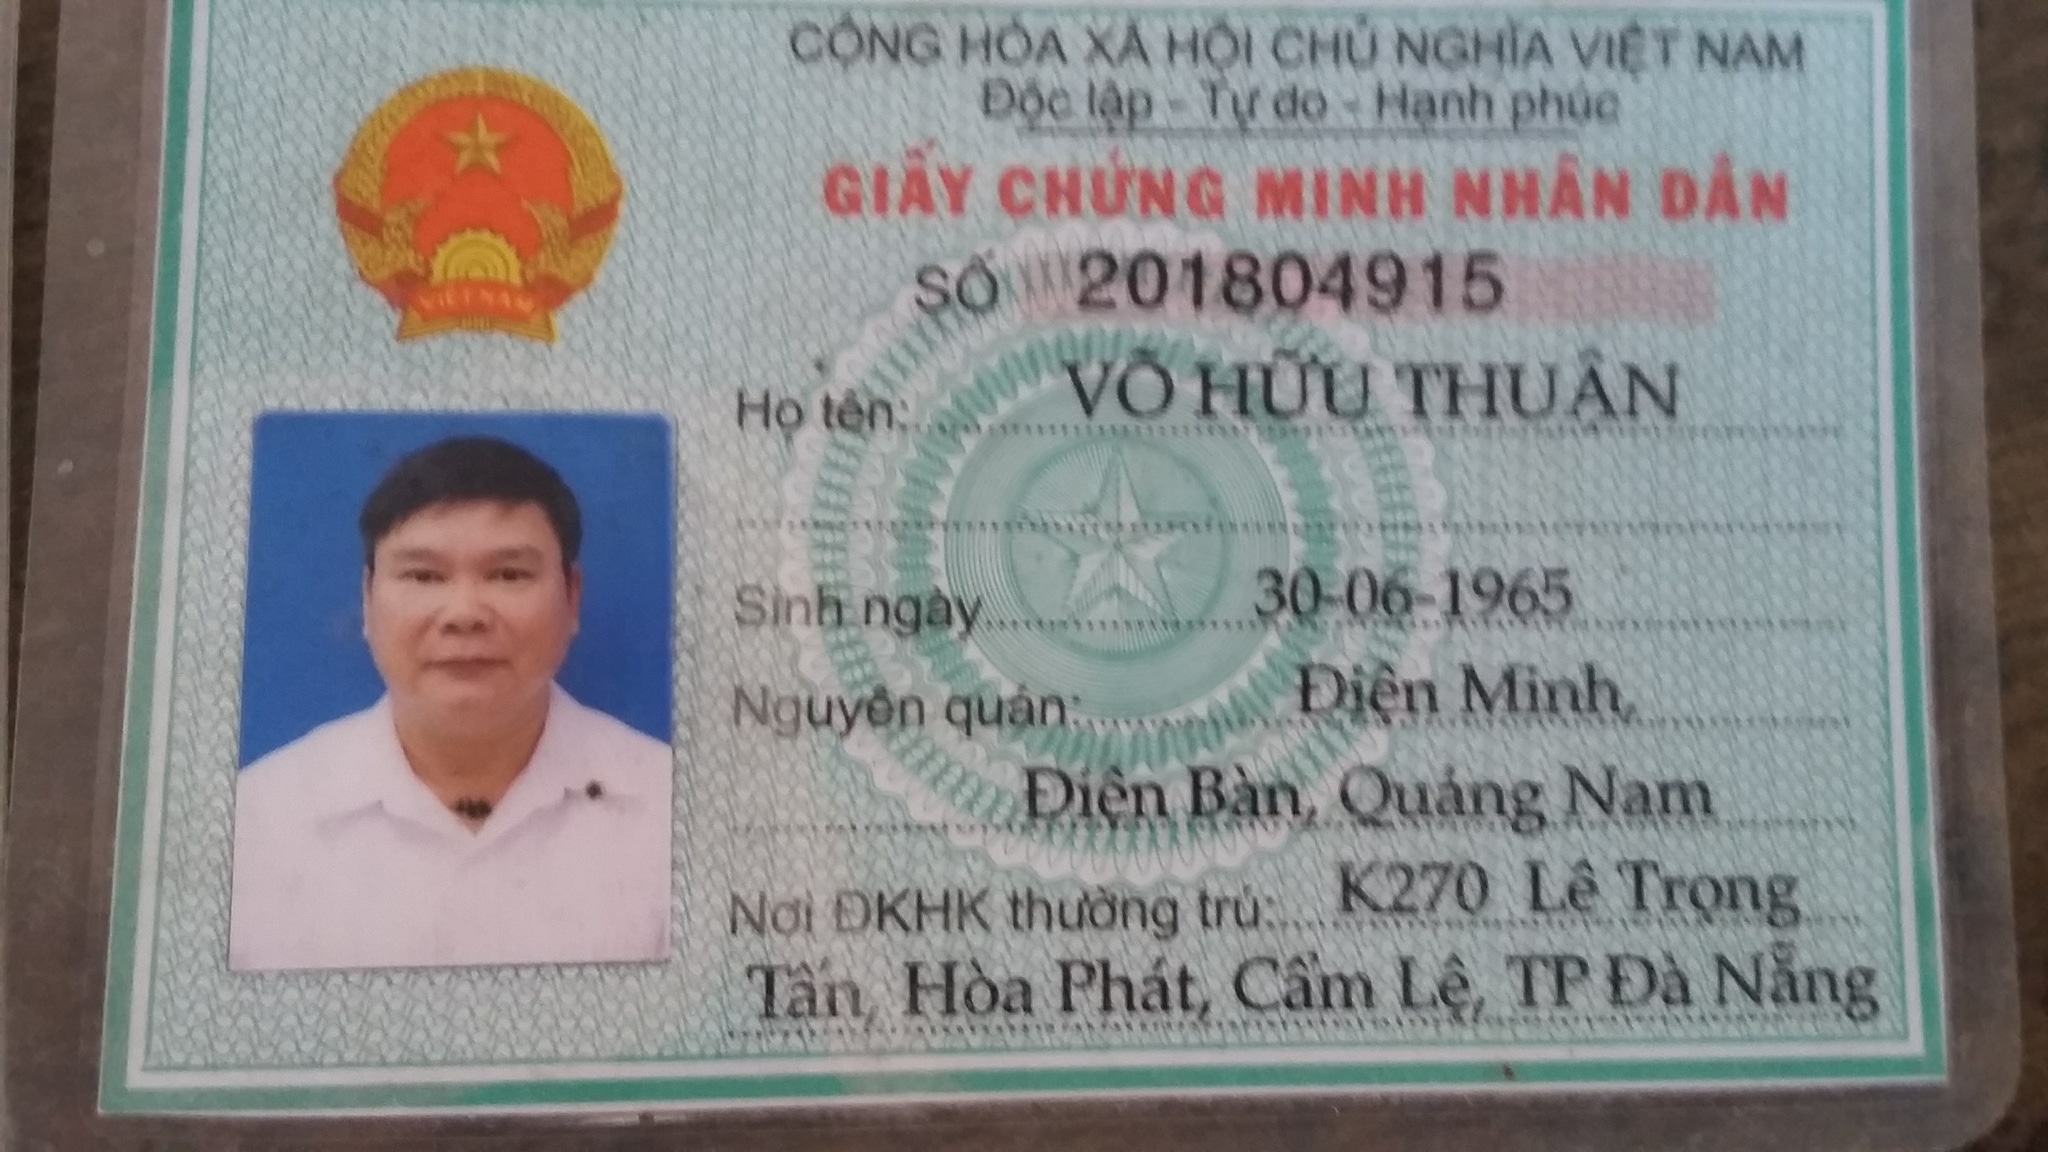 CỘNG HÒA XÃ HỘI CHỦ NGHĨA VIỆT NAM
Độc lập - Tự do - Hạnh phúc
GIẤY CHỨNG MINH NHÂN DÂN
SỐ 201804915
VIỆT NAM
Họ tên: VÕ HỮU THUẬN
Sinh ngày 30-06-1965
Nguyên quán: Điện Minh,
Điện Bàn, Quảng Nam
Nơi ĐKHK thường trú: K270 Lê Trọng
Tấn, Hòa Phát, Cẩm Lệ, TP Đà Nẵng